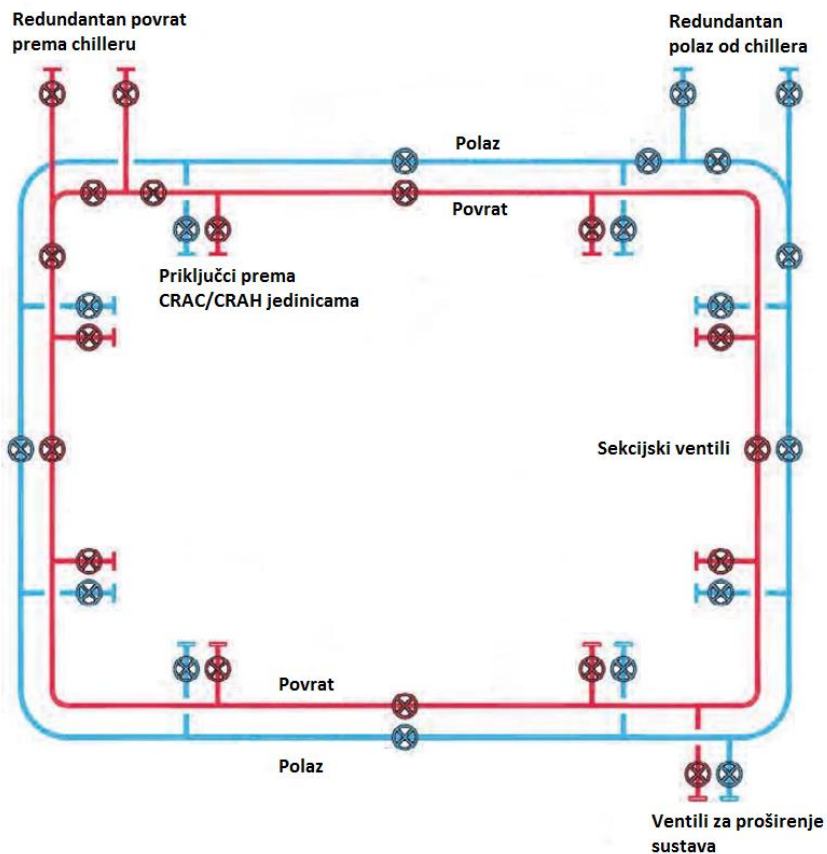 Redundantan povrat
prema chilleru
Redundantan
polaz od chillera
Polaz
Povrat
Priključci prema
CRAC/CRAH jedinicama
Sekcijski ventili
Povrat
Polaz
Ventili za proširenje
sustava